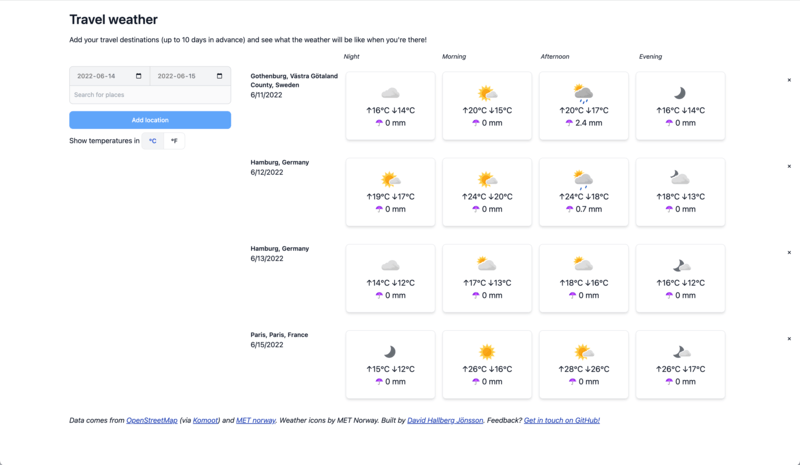 Travel weather
Add your travel destinations (up to 10 days in advance) and see what the weather will be like when you're there!
2022-06-14 2022-06-15
Search for places
Add location
Show temperatures in °C °F
Night Morning Afternoon Evening
Gothenburg, Västra Götaland
County, Sweden
6/11/2022
↑16°C ↓14°C ↑20°C ↓15°C ↑20°C ↓17°C ↑16°C ↓14°C
0 mm 0 mm 2.4 mm 0 mm
×
Hamburg, Germany
6/12/2022
↑19°C ↓17°C ↑24°C ↓20°C ↑24°C ↓18°C ↑18°C ↓13°C
0 mm 0 mm 0.7 mm 0 mm
×
Hamburg, Germany
6/13/2022
↑14°C ↓12°C ↑17°C ↓13°C ↑18°C ↓16°C ↑16°C ↓12°C
0 mm 0 mm 0 mm 0 mm
×
Paris, Paris, France
6/15/2022
↑15°C ↓12°C ↑26°C ↓16°C ↑28°C ↓26°C ↑26°C ↓17°C
0 mm 0 mm 0 mm 0 mm
×
Data comes from OpenStreetMap (via Komoot) and MET norway. Weather icons by MET Norway. Built by David Hallberg Jönsson. Feedback? Get in touch on GitHub!